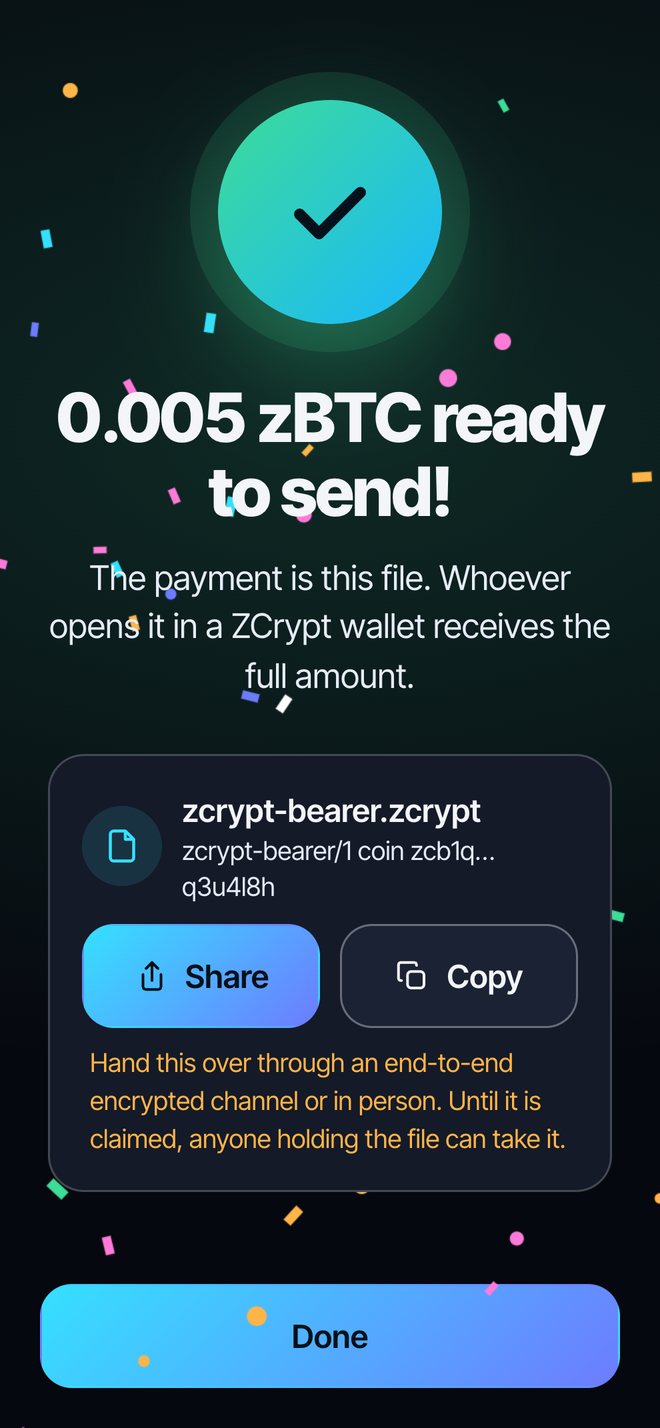 0.005 zBTC ready
to send!
The payment is this file. Whoever
opens it in a ZCrypt wallet receives the
full amount.
zcrypt-bearer.zcrypt
zcrypt-bearer/1 coin zcb1q…
q3u4l8h
Share
Copy
Hand this over through an end-to-end
encrypted channel or in person. Until it is
claimed, anyone holding the file can take it.
Done